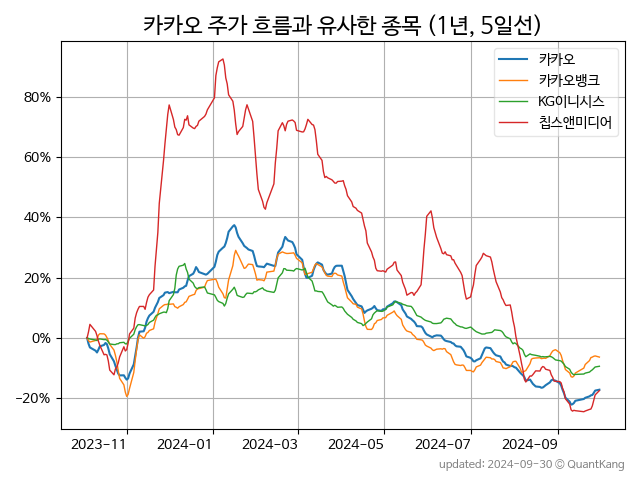 카카오 주가 흐름과 유사한 종목 (1년, 5일선)
카카오
카카오뱅크
KG이니시스
칩스앤미디어
80%
60%
40%
20%
0%
−20%
2023-11
2024-01
2024-03
2024-05
2024-07
2024-09
updated: 2024-09-30 © QuantKang